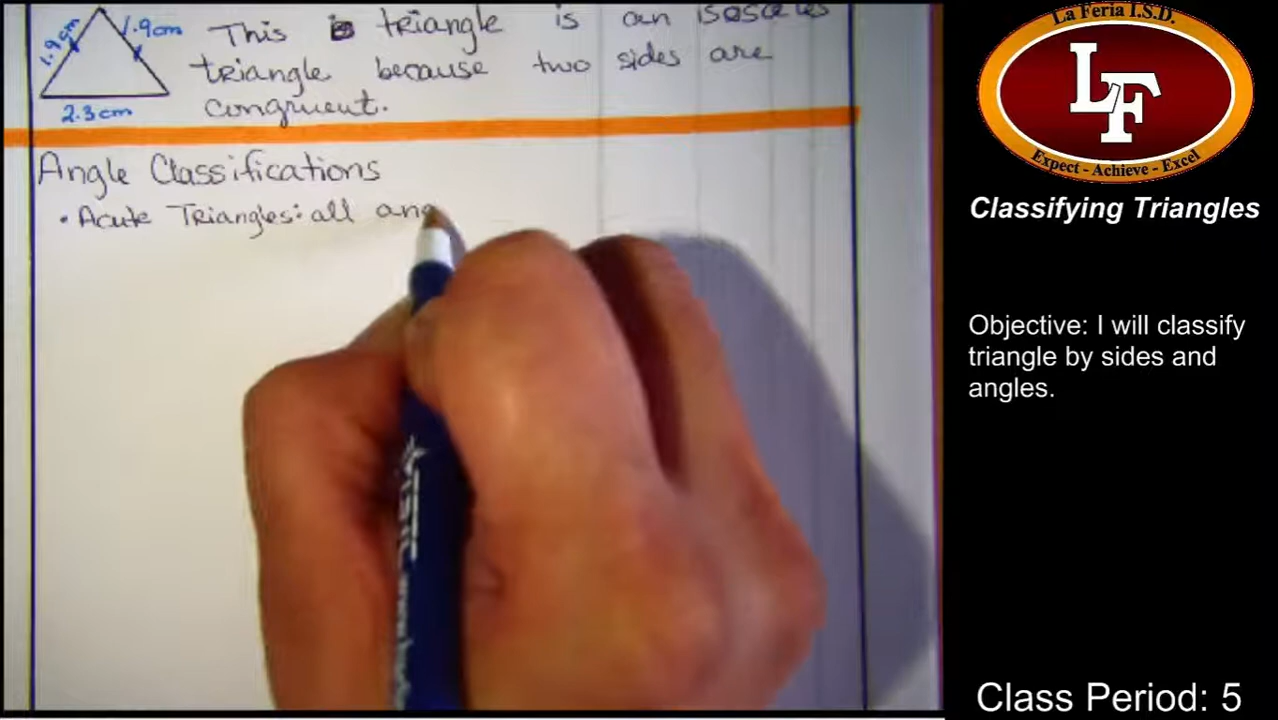 1.9cm
1.9cm
2.3cm
This triangle is an isosceles
triangle because two sides are
congruent.
Angle Classifications
• Acute Triangles: all ang
La Feria I.S.D.
LF
Expect - Achieve - Excel
Classifying Triangles
Objective: I will classify
triangle by sides and
angles.
Class Period: 5